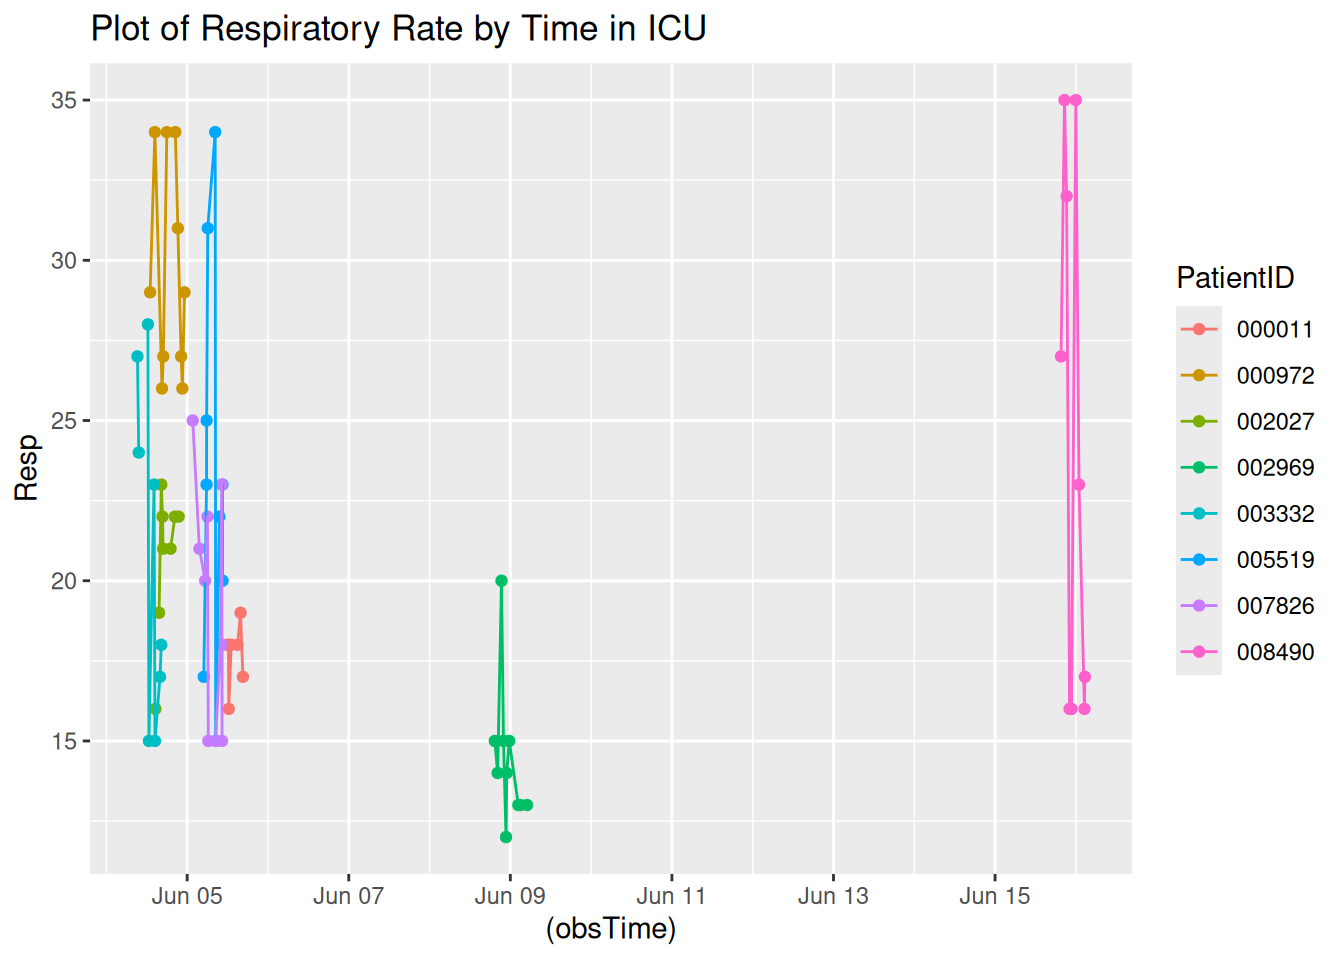 Plot of Respiratory Rate by Time in ICU
35
30
25
20
15
Resp
Jun 05 Jun 07 Jun 09 Jun 11 Jun 13 Jun 15
(obsTime)
PatientID
000011
000972
002027
002969
003332
005519
007826
008490